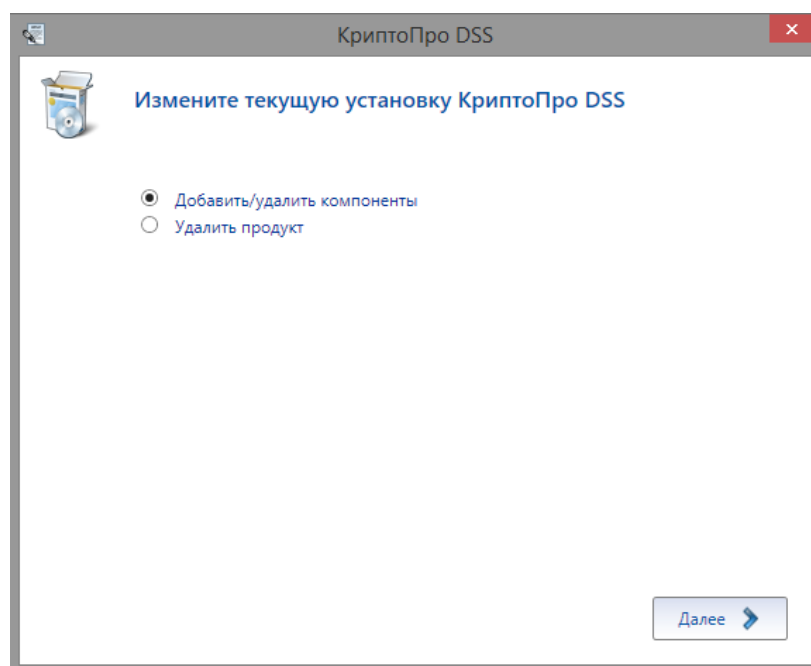 КриптоПро DSS
Измените текущую установку КриптоПро DSS
Добавить/удалить компоненты
Удалить продукт
Далее